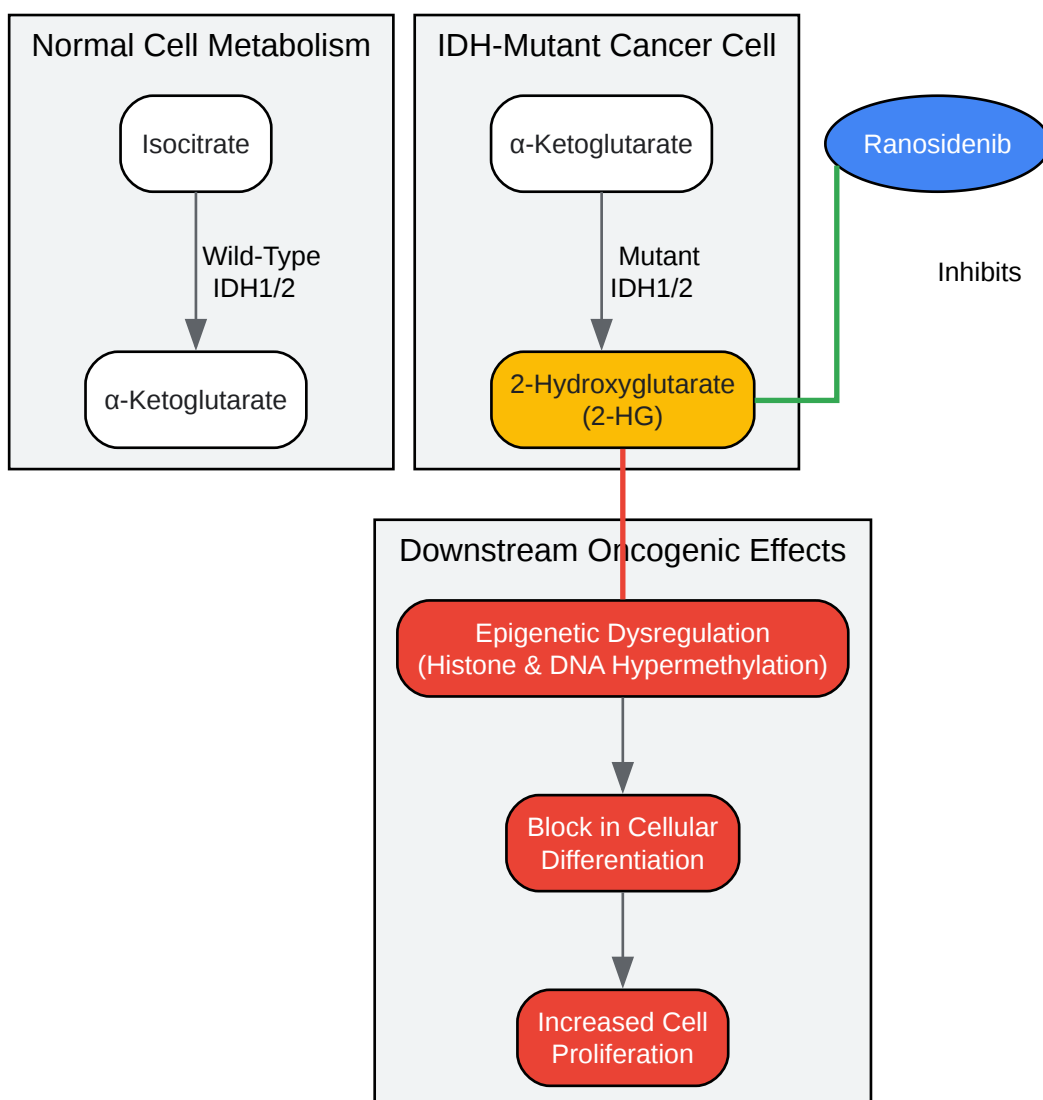 Normal Cell Metabolism
Isocitrate
Wild-Type
IDH1/2
α-Ketoglutarate
IDH-Mutant Cancer Cell
α-Ketoglutarate
Mutant
IDH1/2
2-Hydroxyglutarate
(2-HG)
Ranosidenib
Inhibits
Downstream Oncogenic Effects
Epigenetic Dysregulation
(Histone & DNA Hypermethylation)
Block in Cellular
Differentiation
Increased Cell
Proliferation